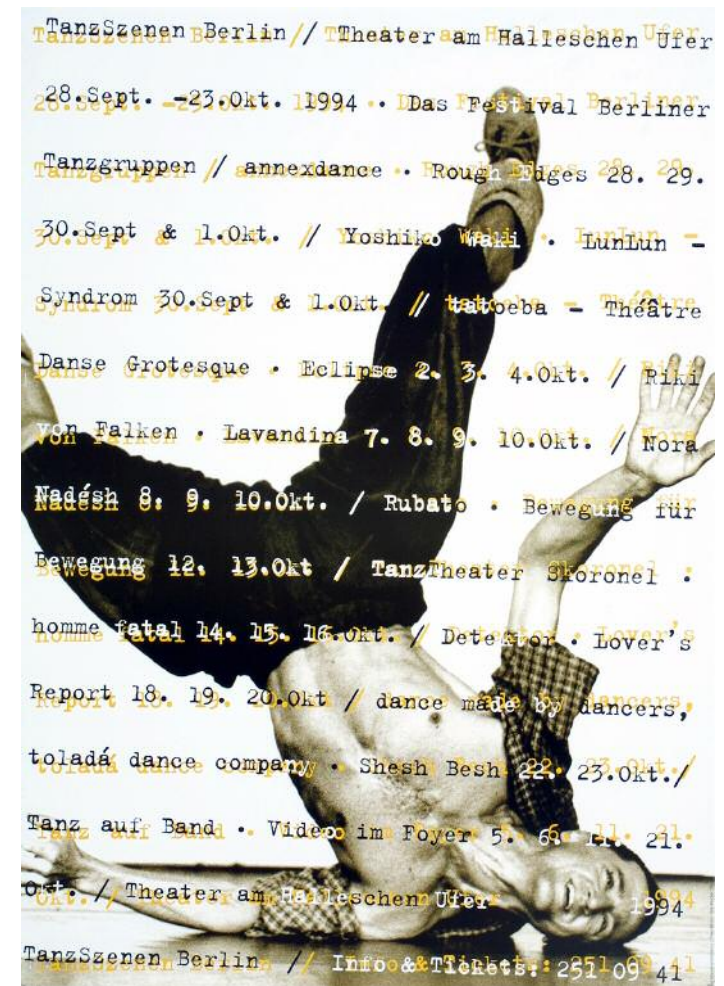 TanzSzenen Berlin // Theater am Halleschen Ufer
28.Sept. -23.Okt. 1994 · Das Festival Berliner
Tanzgruppen / annexdance · Rough Edges 28. 29.
30.Sept & 1.Okt. // Yoshiko Waki · LunLun -
Syndrom 30.Sept & 1.Okt. // tatoeba - Théâtre
Danse Grotesque · Eclipse 2. 3. 4.Okt. / Riki
von Falken · Lavandina 7. 8. 9. 10.Okt. / Nora
Nadésh 8. 9. 10.Okt. / Rubato · Bewegung für
Bewegung 12. 13.Okt / TanzTheater Skoronel ·
homme fatal 14. 15. 16.Okt. / Detektor · Lover's
Report 18. 19. 20.Okt / dance made by dancers,
toladá dance company · Shesh Besh 22. 23.Okt./
Tanz auf Band · Video im Foyer 5. 6. 11. 21.
Okt. / Theater am Halleschen Ufer 1994
TanzSzenen Berlin // Info & Tickets: 251 09 41